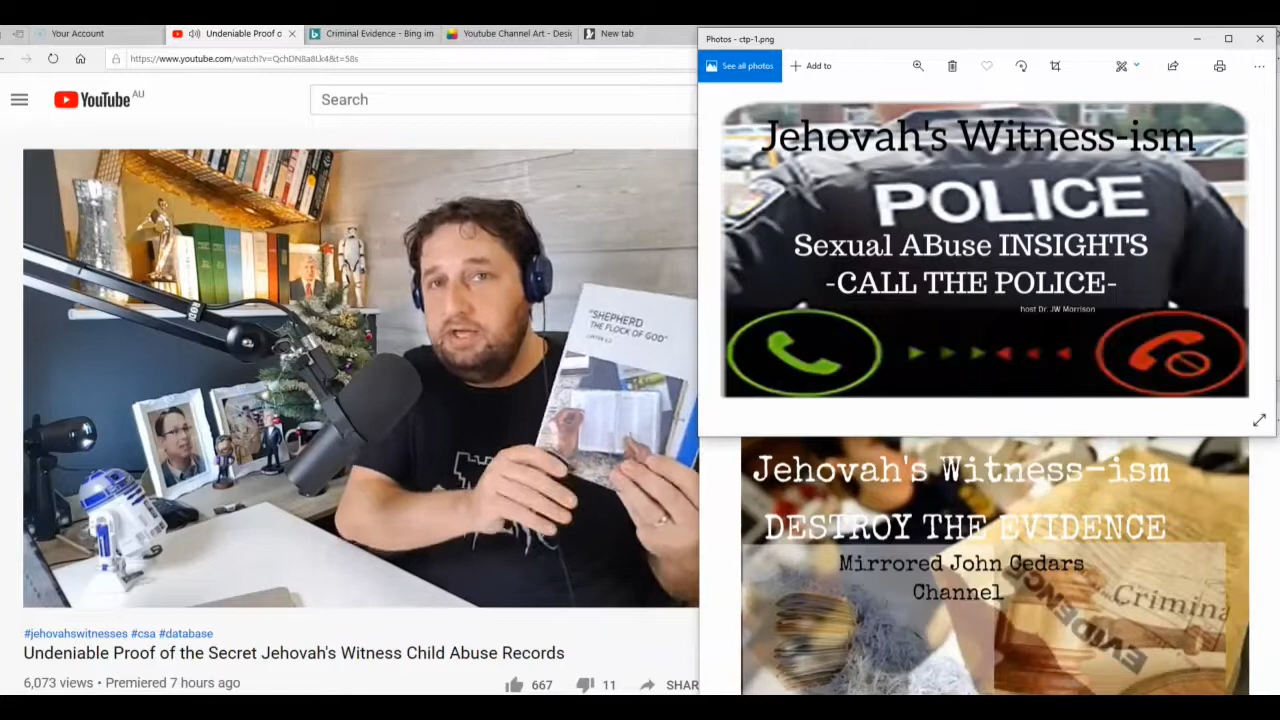 Your Account
Undeniable Proof o
Criminal Evidence - Bing im
Youtube Channel Art - Desi
New tab
https://www.youtube.com/watch?v=QchDN8a8Lk4&t=58s
YouTube AU
Search
"SHEPHERD
THE FLOCK OF GOD"
#jehovahswitnesses #csa #database
Undeniable Proof of the Secret Jehovah's Witness Child Abuse Records
6,073 views • Premiered 7 hours ago
667
11
SHAR
Photos - ctp-1.png
See all photos
Add to
Jehovah's Witness-ism
POLICE
Sexual ABuse INSIGHTS
-CALL THE POLICE-
host Dr. JW Morrison
Jehovah's Witness-ism
DESTROY THE EVIDENCE
Mirrored John Cedars
Channel
Crimina
EVIDENCE